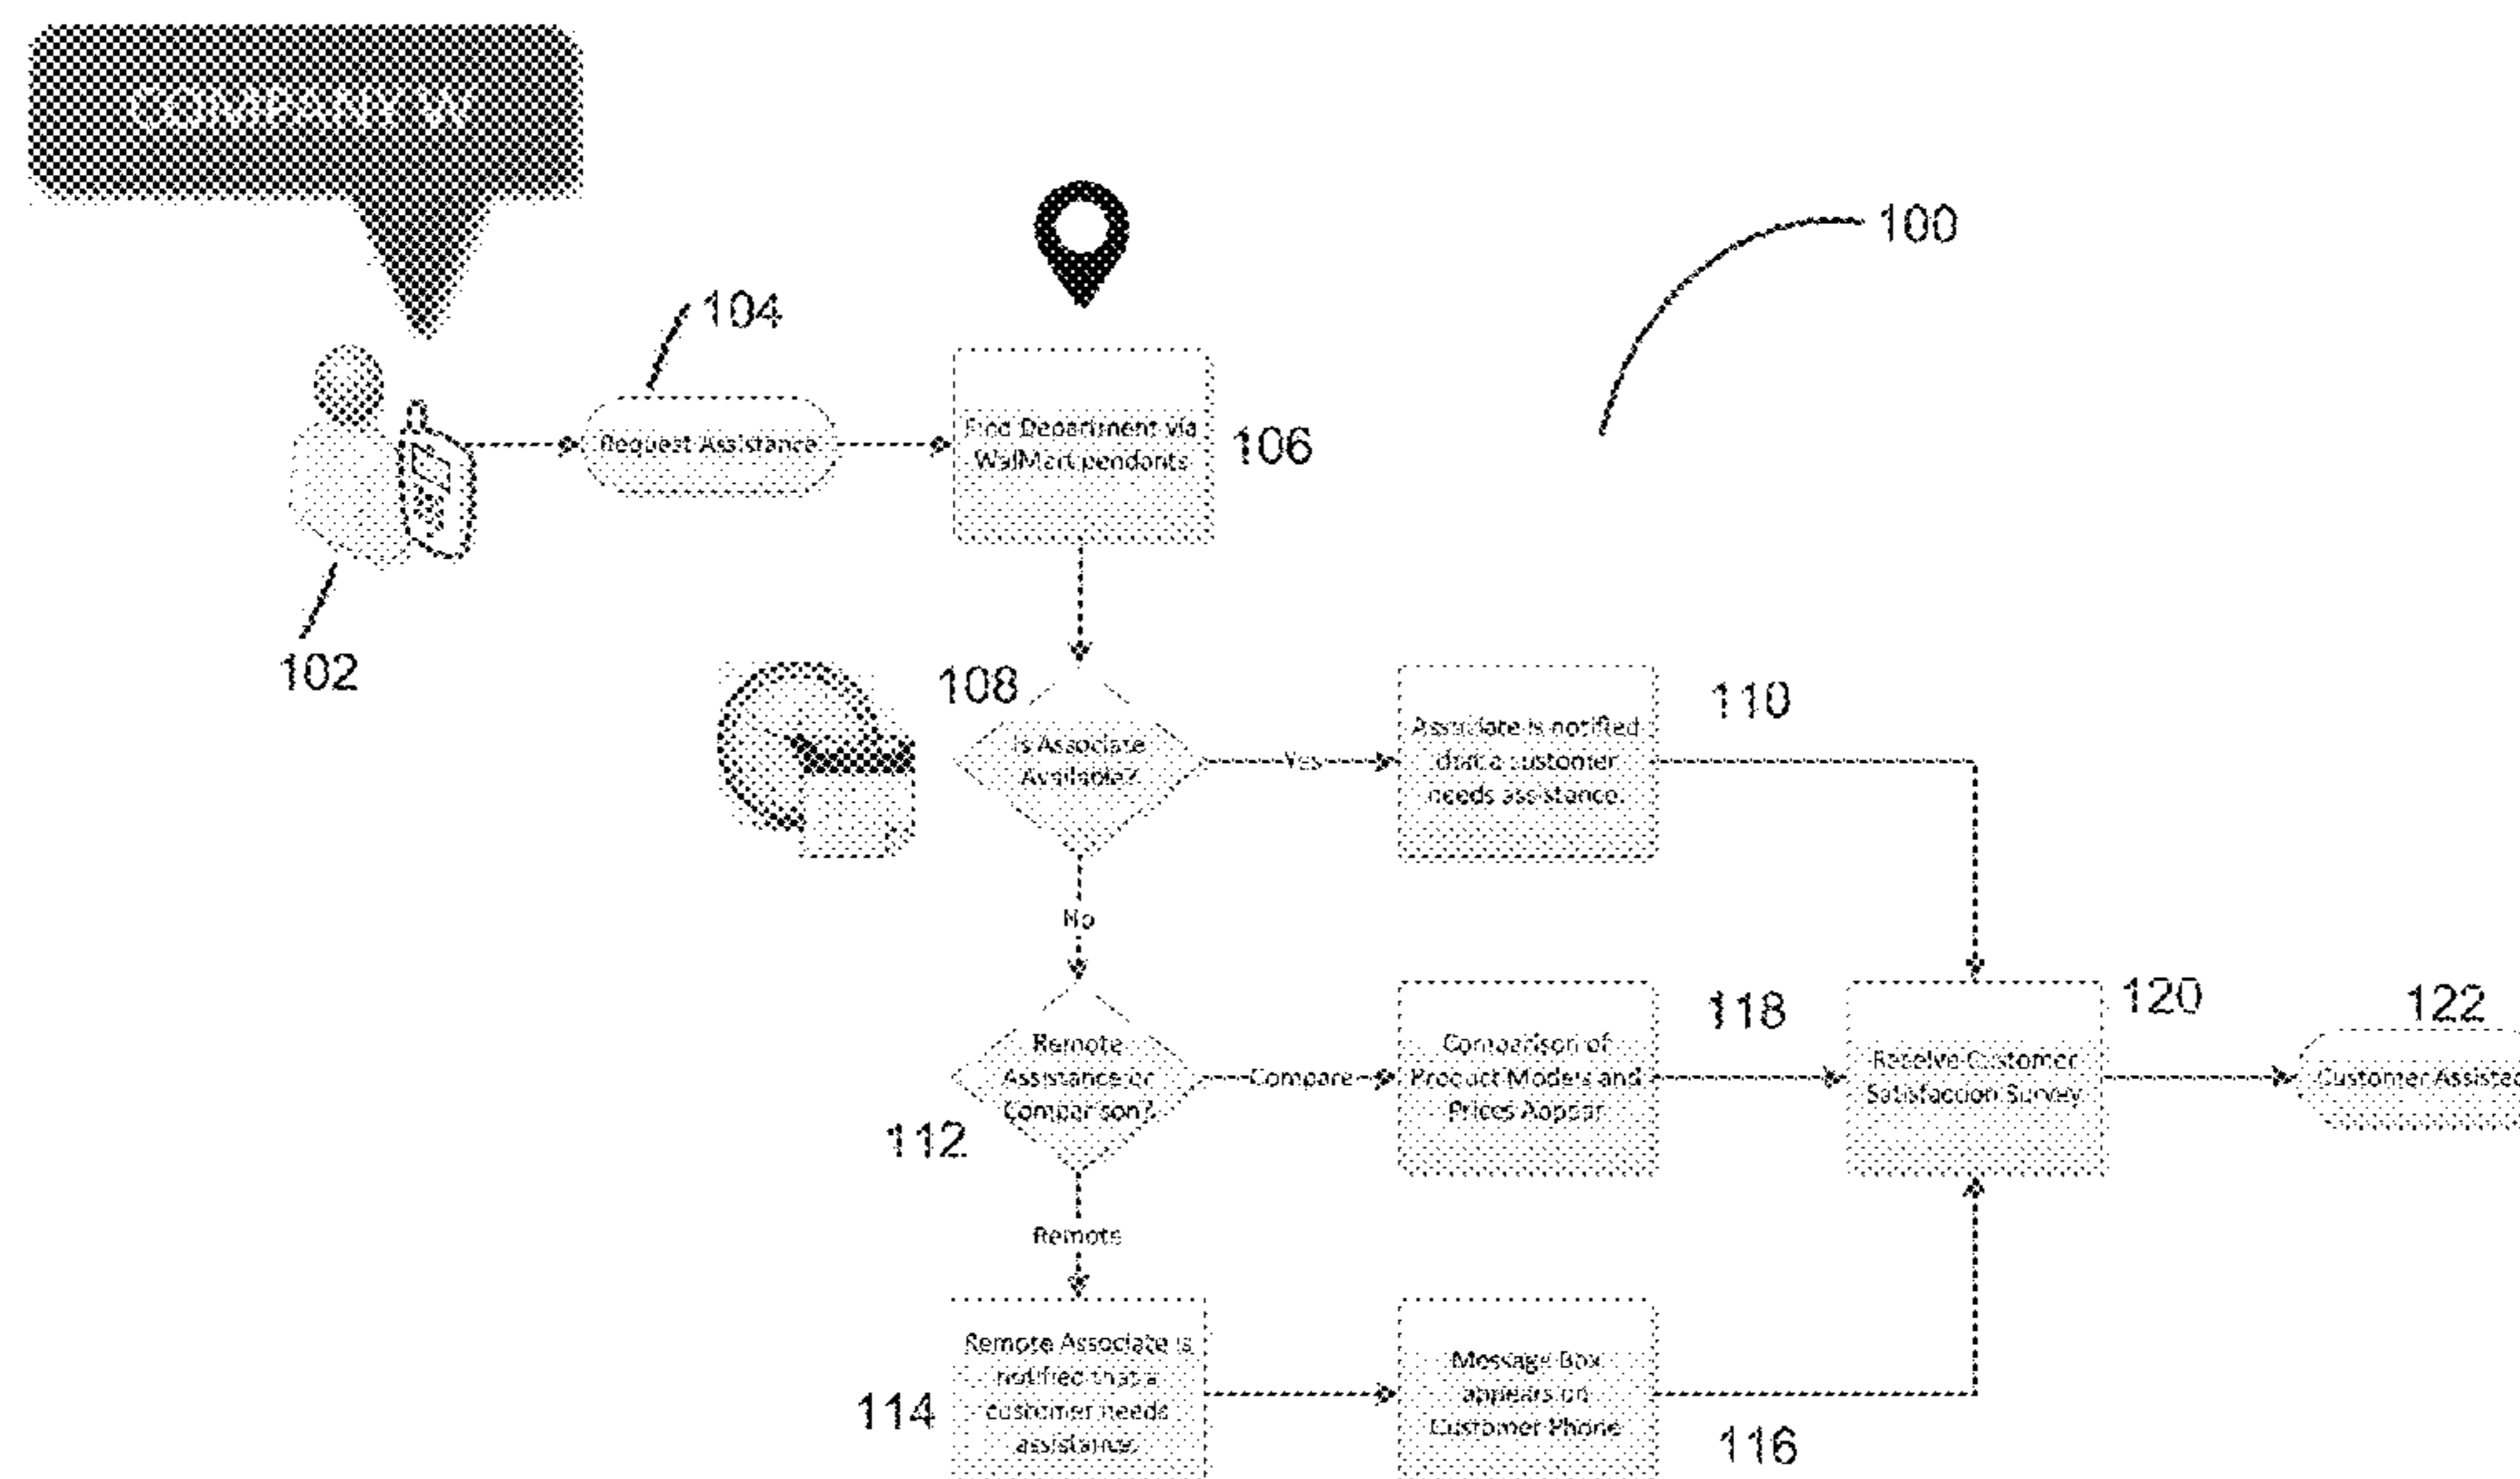 100
104
Request Assistance
Find Department via
WalMart pendants
106
102
108
Is Associate
Available?
Yes
Associate is notified
that a customer
needs assistance.
110
No
Remote
Assistance or
Comparison?
112
Compare
Comparison of
Product Models and
Prices Appear
118
Receive Customer
Satisfaction Survey
120
122
Customer Assisted
Remote
Remote Associate is
notified that a
customer needs
assistance.
114
Message Box
appears on
Customer Phone
116